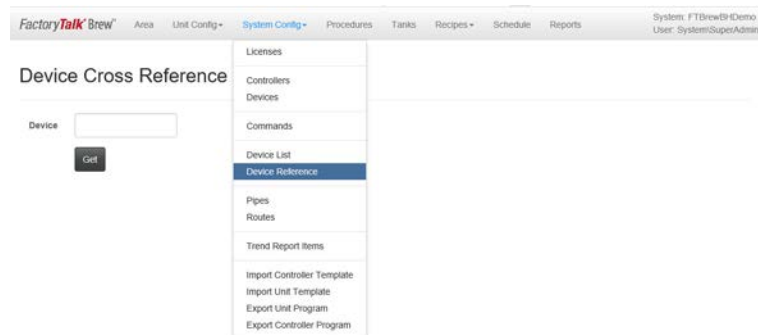 FactoryTalk® Brew™ Area Unit Config System Config Procedures Tanks Recipes Schedule Reports
System: FTBrewBHDemo
User: System\SuperAdmin
Device Cross Reference
Device
Get
Licenses
Controllers
Devices
Commands
Device List
Device Reference
Pipes
Routes
Trend Report Items
Import Controller Template
Import Unit Template
Export Unit Program
Export Controller Program